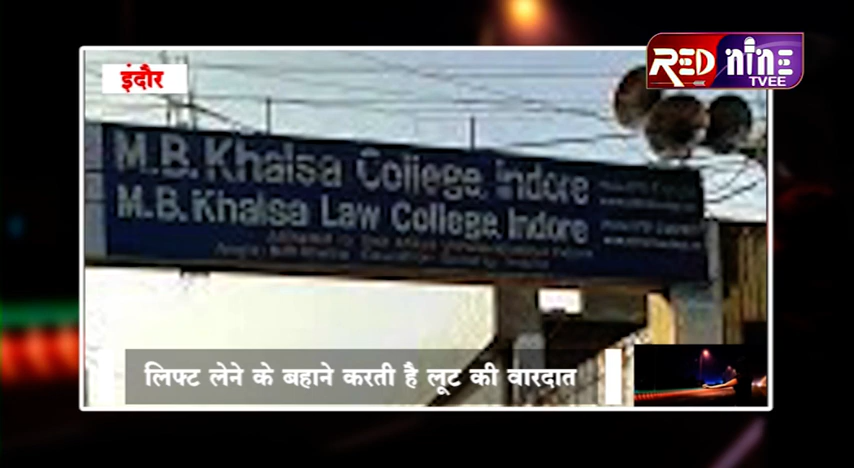 इंदौर
RED NINE
TVEE
M.B. Khalsa College, Indore
M.B. Khalsa Law College, Indore
लिफ्ट लेने के बहाने करती है लूट की वारदात